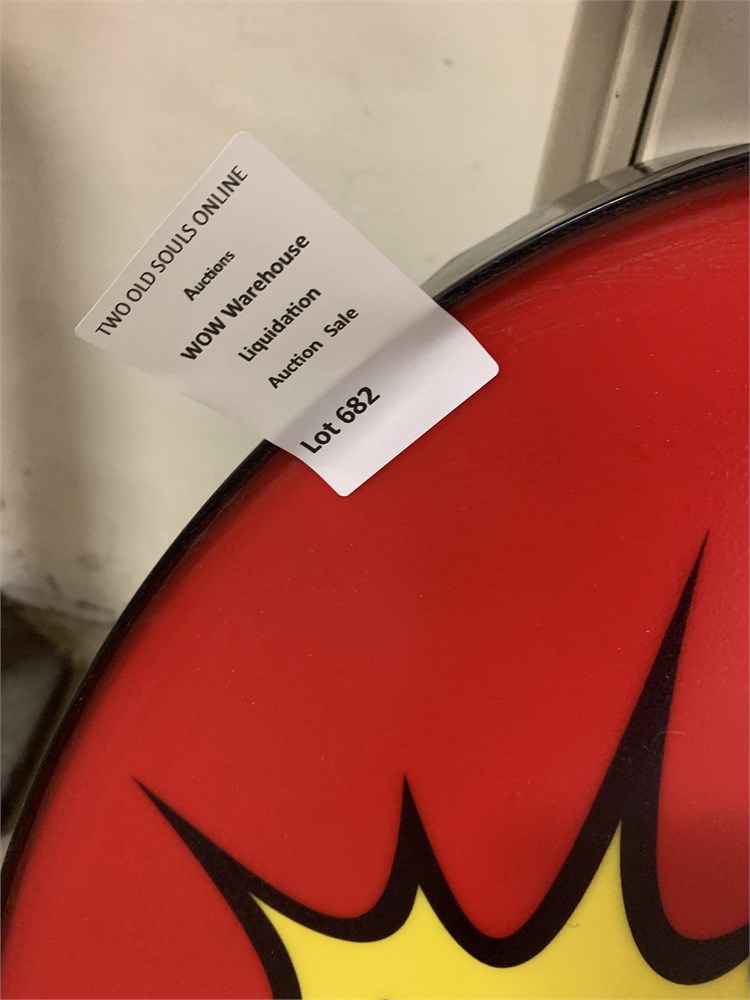 TWO OLD SOULS ONLINE
Auctions
WOW Warehouse
Liquidation
Auction Sale
Lot 682